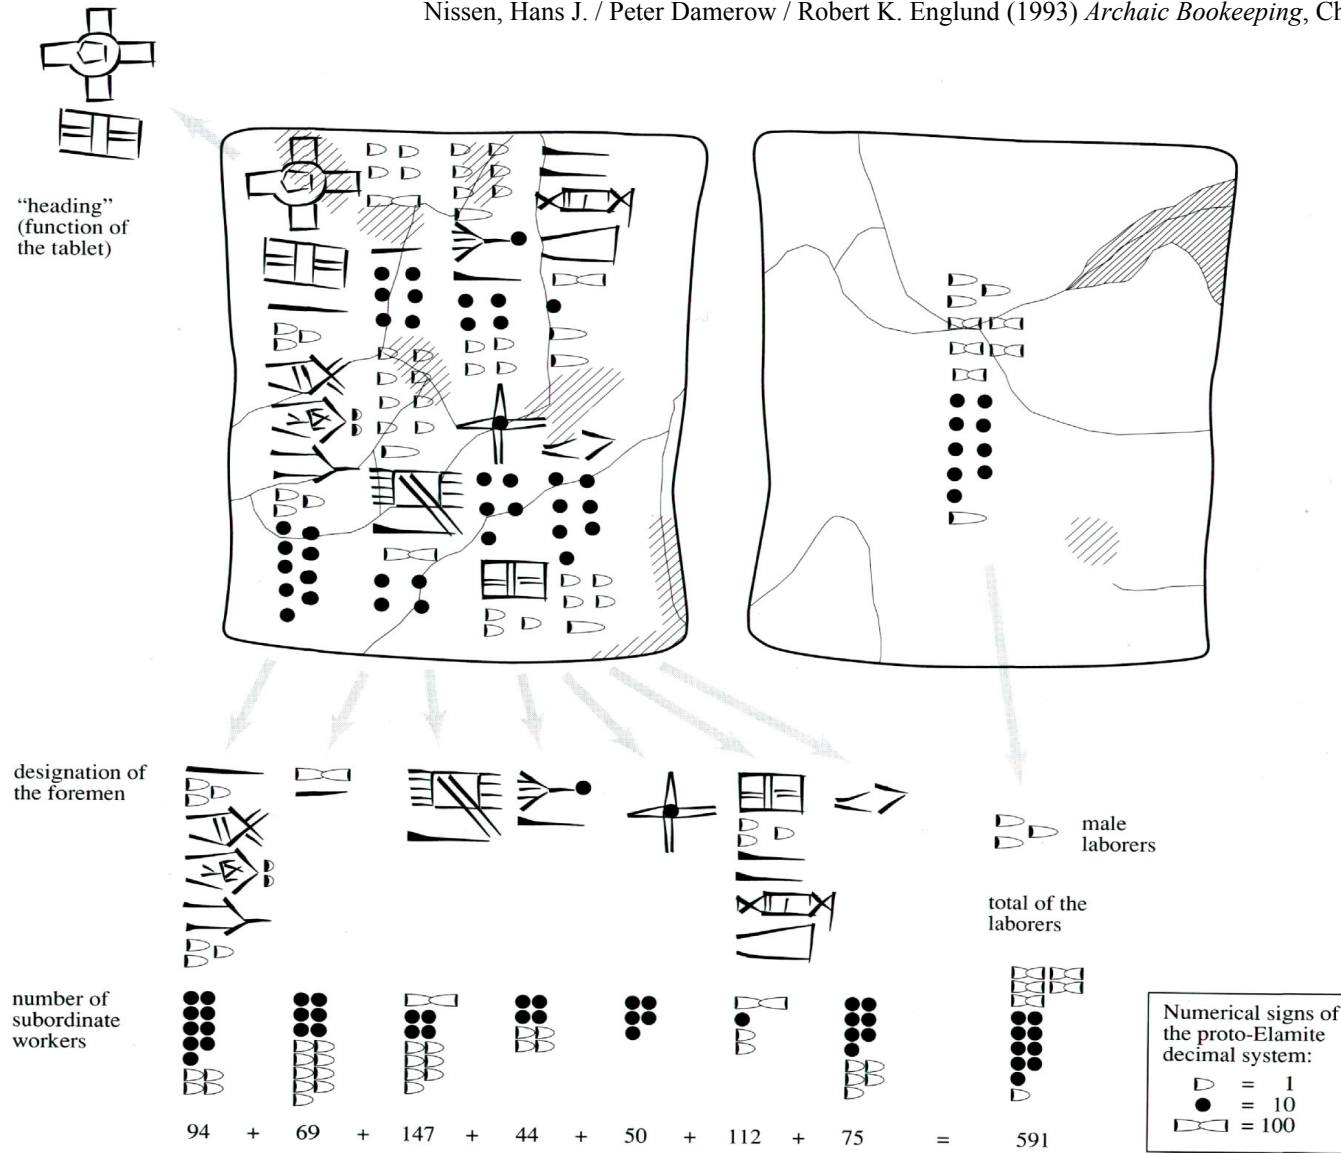 Nissen, Hans J. / Peter Damerow / Robert K. Englund (1993) Archaic Bookkeeping, Ch
“heading”
(function of
the tablet)
designation of
the foremen
male
laborers
total of the
laborers
number of
subordinate
workers
Numerical signs of
the proto-Elamite
decimal system:
= 1
= 10
= 100
94 + 69 + 147 + 44 + 50 + 112 + 75 = 591